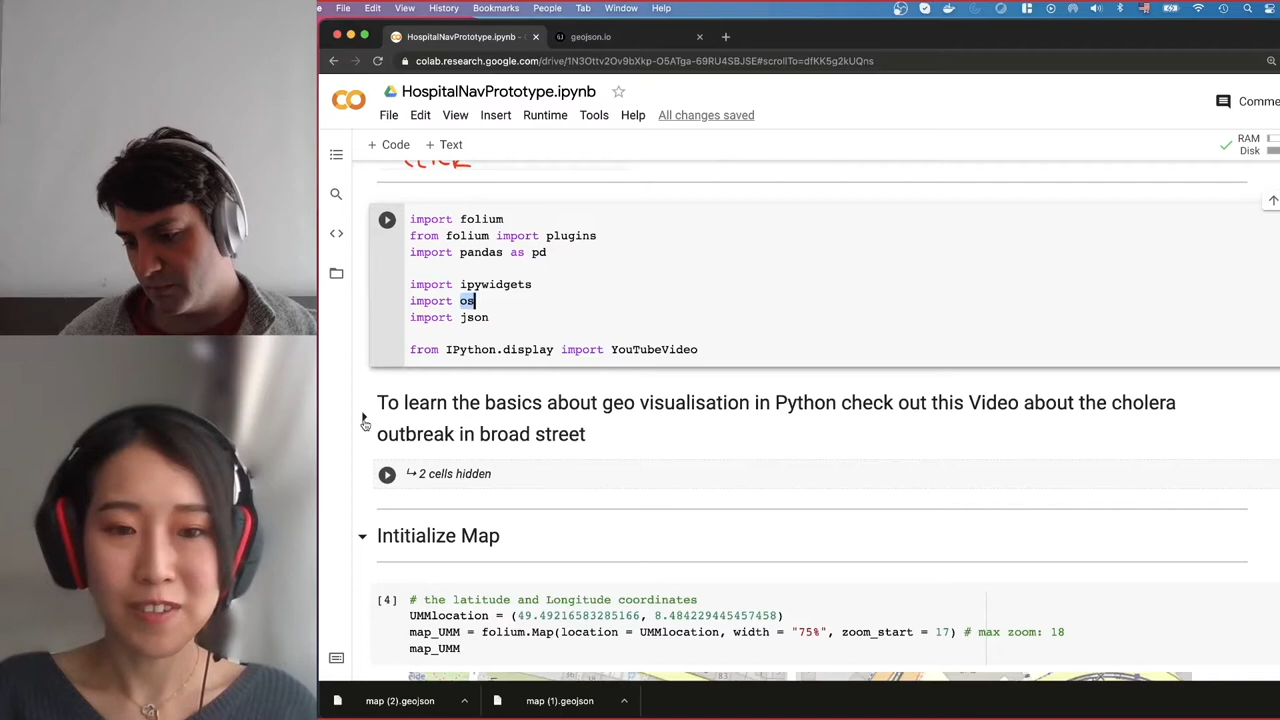 File Edit View History Bookmarks People Tab Window Help
HospitalNavPrototype.ipynb -
geojson.io
colab.research.google.com/drive/1N3Ottv2Ov9bXkp-O5ATga-69RU4SBJSE#scrollTo=dfKK5g2kUQns
HospitalNavPrototype.ipynb
File Edit View Insert Runtime Tools Help All changes saved
Comme
+ Code + Text
RAM
Disk
CLICK
import folium
from folium import plugins
import pandas as pd
import ipywidgets
import os
import json
from IPython.display import YouTubeVideo
To learn the basics about geo visualisation in Python check out this Video about the cholera
outbreak in broad street
2 cells hidden
Intitialize Map
[4] # the latitude and Longitude coordinates
UMMlocation = (49.49216583285166, 8.484229445457458)
map_UMM = folium.Map(location = UMMlocation, width = "75%", zoom_start = 17) # max zoom: 18
map_UMM
map (2).geojson
map (1).geojson